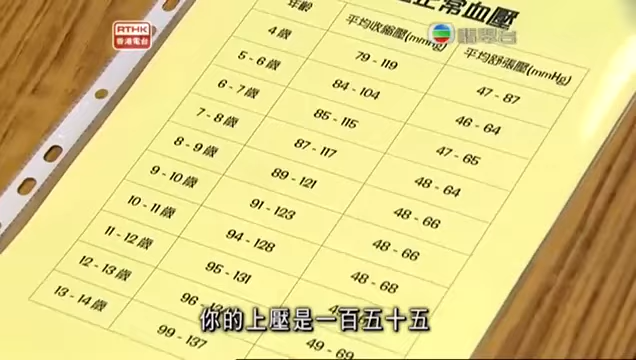 RTHK
香港電台
翡翠台
正常血壓
年齡 平均收縮壓(mmHg) 平均舒張壓(mmHg)
4歲 79 - 119 47 - 87
5 - 6歲 84 - 104 46 - 64
6 - 7歲 85 - 115 47 - 65
7 - 8歲 87 - 117 48 - 64
8 - 9歲 89 - 121 48 - 66
9 - 10歲 91 - 123 48 - 66
10 - 11歲 94 - 128 48 - 68
11 - 12歲 95 - 131
12 - 13歲 96 - 49 - 69
13 - 14歲 99 - 137
你的上壓是一百五十五